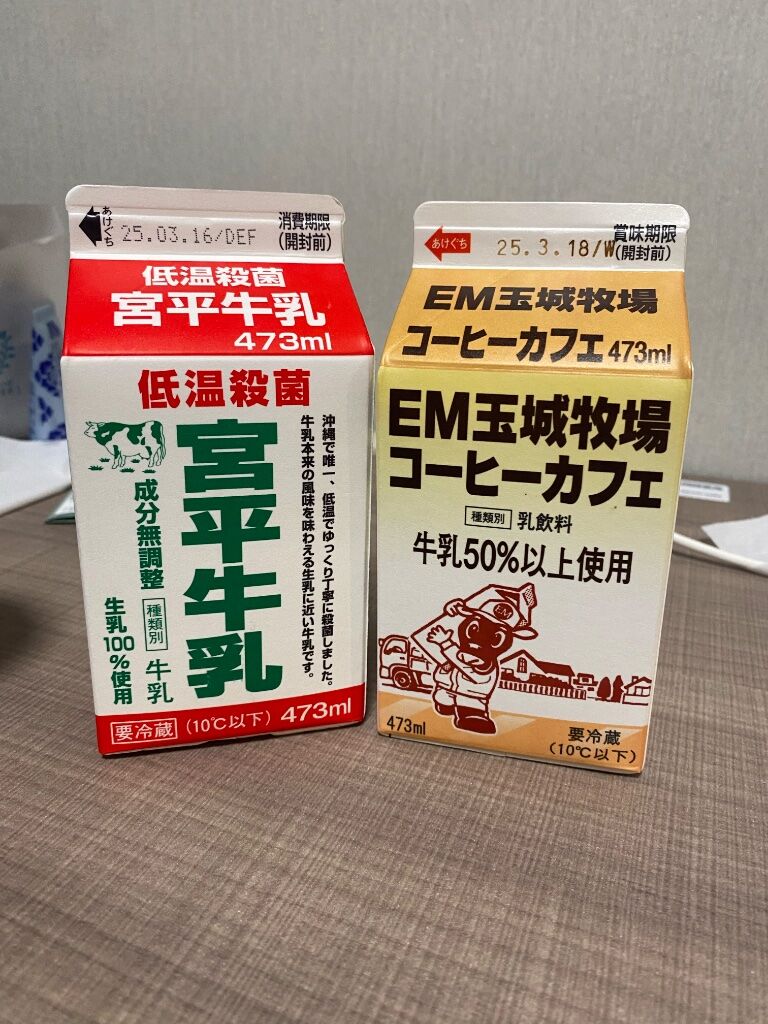 あけぐち
25.03.16/DEF
消費期限
(開封前)
低温殺菌
宮平牛乳
473ml
低温殺菌
宮平牛乳
沖縄で唯一、低温でゆっくり丁寧に殺菌しました。
牛乳本来の風味を味わえる生乳に近い牛乳です。
成分無調整
種類別 牛乳
生乳100%使用
要冷蔵 (10℃以下) 473ml
あけぐち
25.3.18/W
賞味期限
(開封前)
EM玉城牧場
コーヒーカフェ 473ml
EM玉城牧場
コーヒーカフェ
種類別 乳飲料
牛乳50%以上使用
EM
473ml
要冷蔵
(10℃以下)